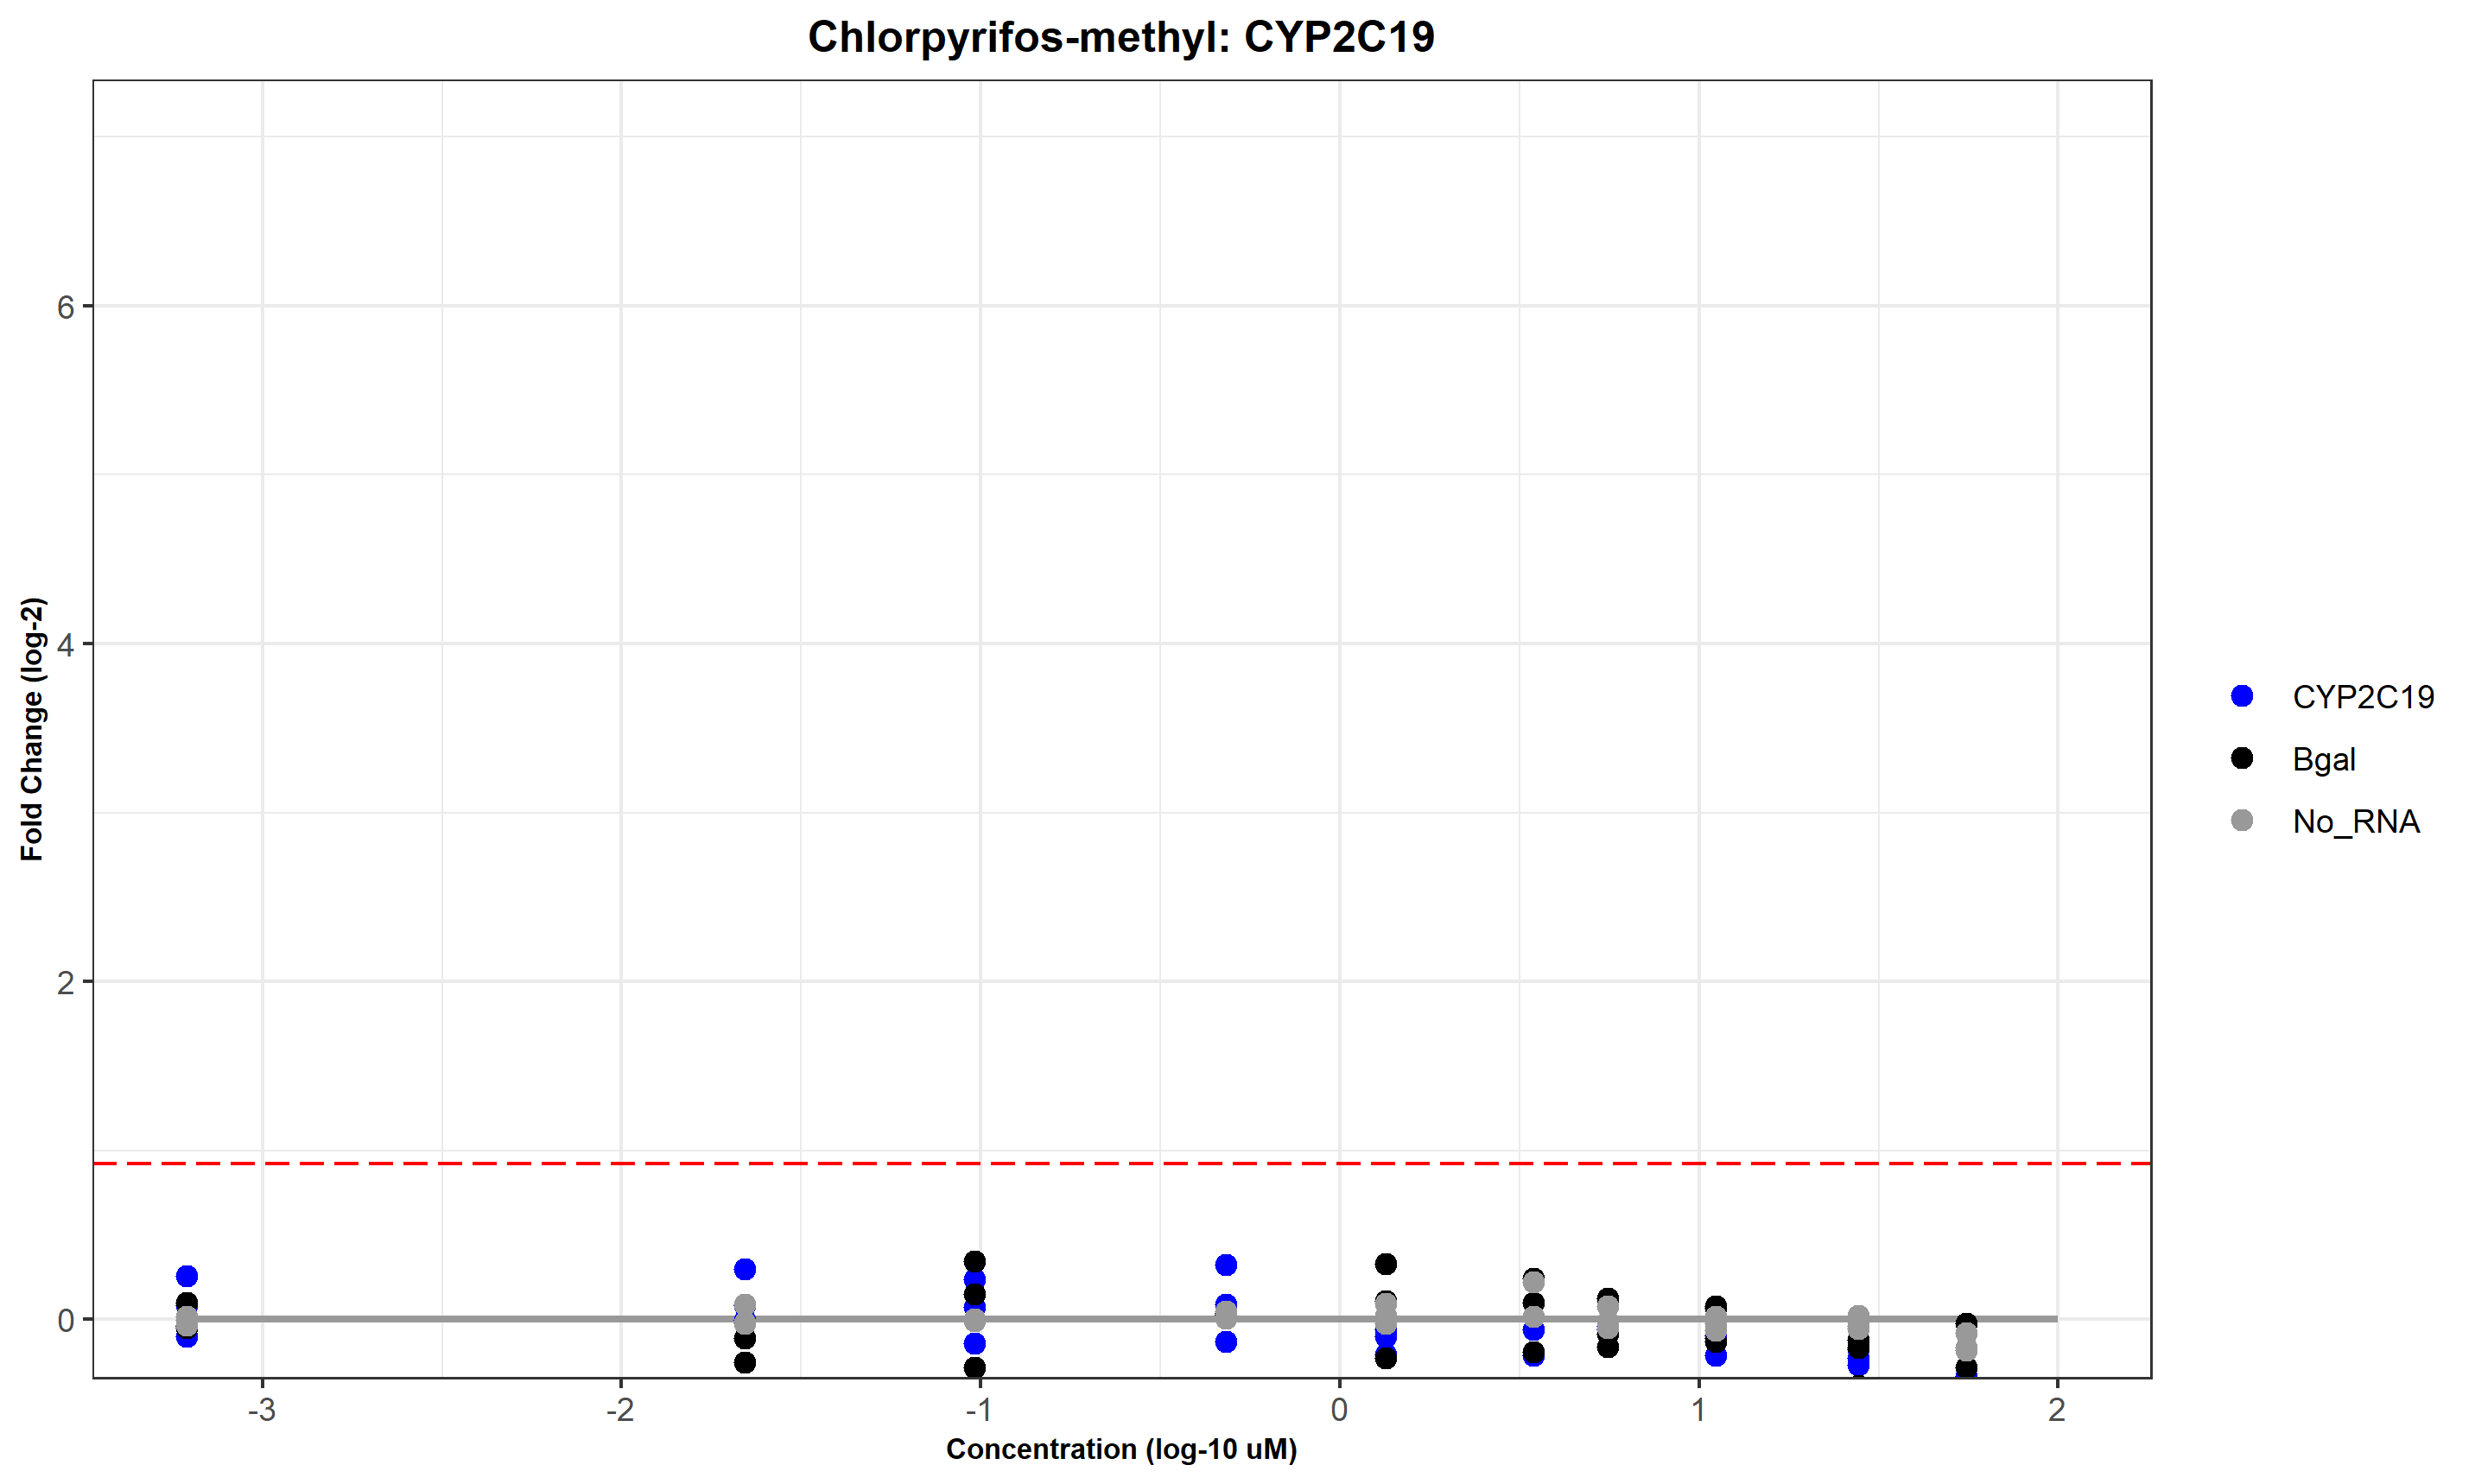 Chlorpyrifos-methyl: CYP2C19
Fold Change (log-2)
6
4
2
0
-3
-2
-1
0
1
2
Concentration (log-10 uM)
CYP2C19
Bgal
No_RNA